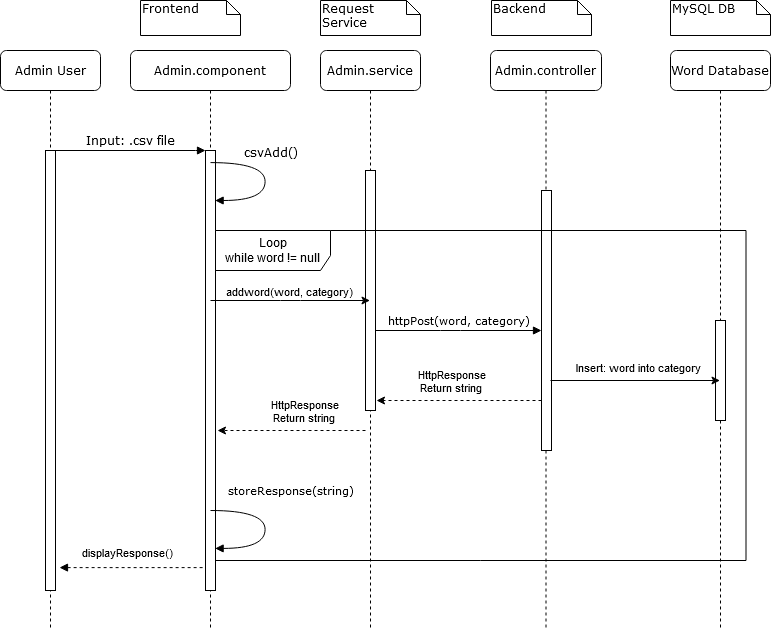 Frontend
Request
Service
Backend
MySQL DB
Admin User
Admin.component
Admin.service
Admin.controller
Word Database
Input: .csv file
csvAdd()
Loop
while word != null
addword(word, category)
httpPost(word, category)
Insert: word into category
HttpResponse
Return string
HttpResponse
Return string
storeResponse(string)
displayResponse()